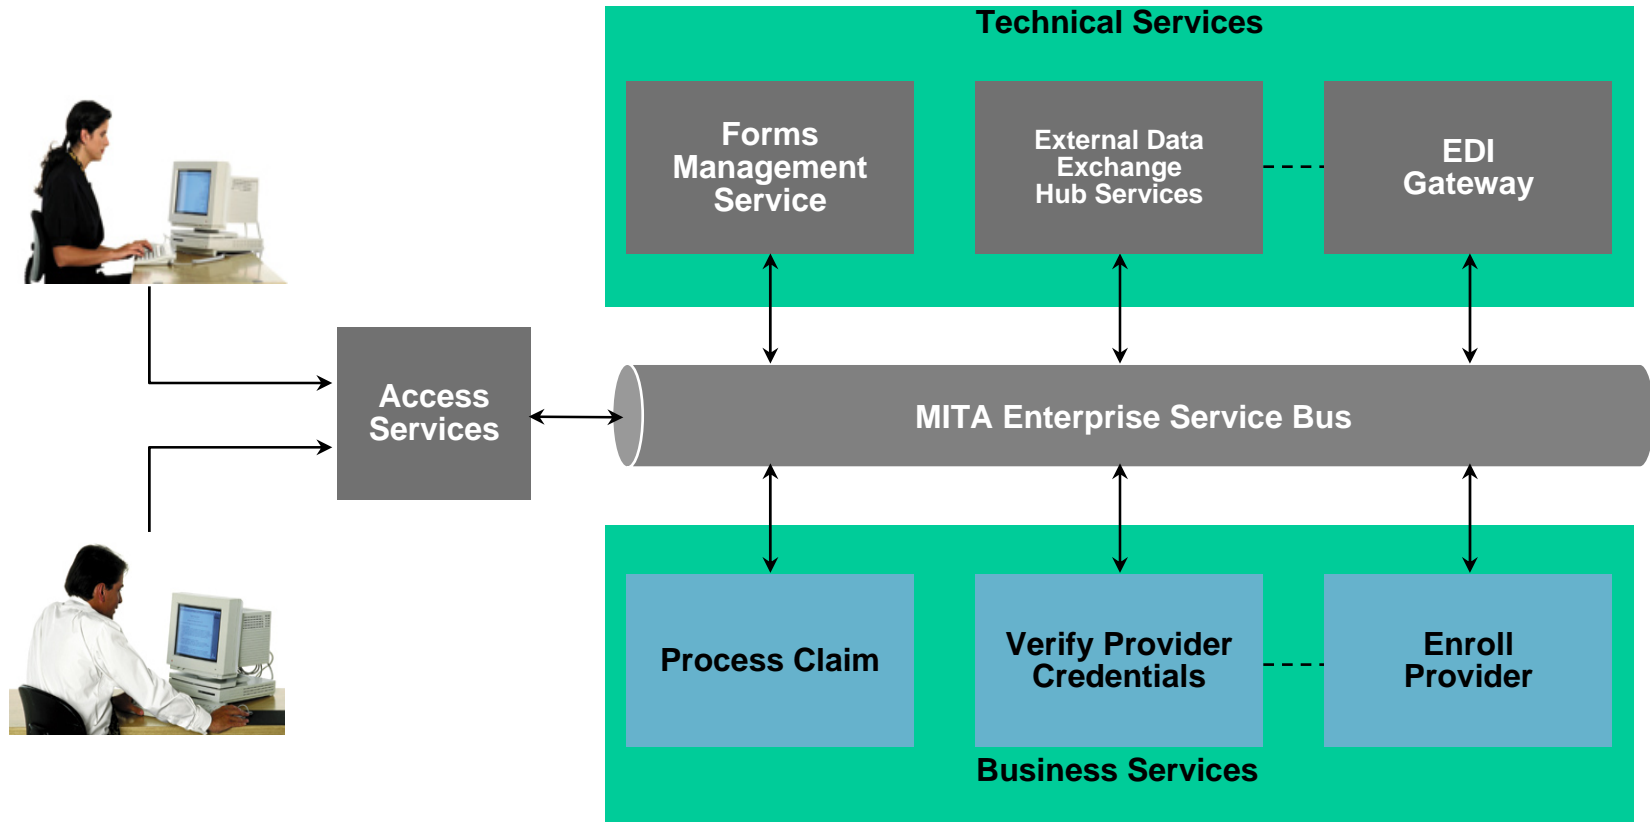 Technical Services
Forms
Management
Service
External Data
Exchange
Hub Services
EDI
Gateway
Access
Services
MITA Enterprise Service Bus
Process Claim
Verify Provider
Credentials
Enroll
Provider
Business Services